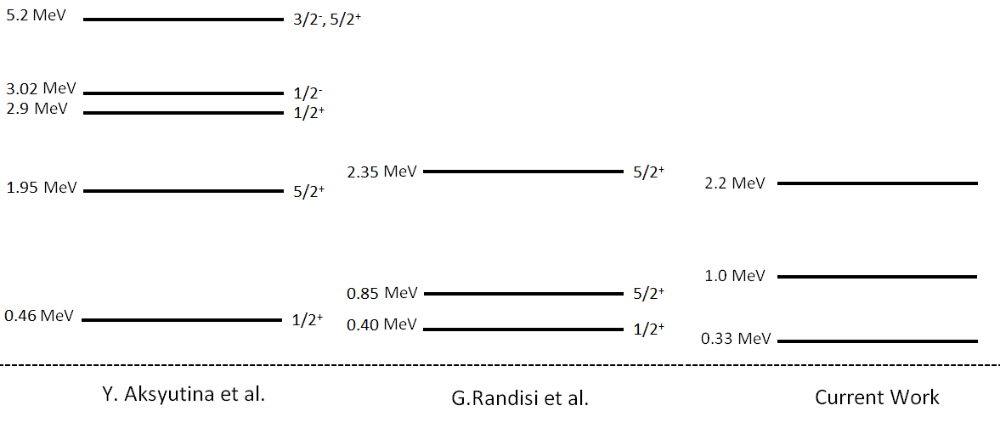 5.2 MeV 3/2⁻, 5/2⁺
3.02 MeV 1/2⁻
2.9 MeV 1/2⁺
1.95 MeV 5/2⁺
0.46 MeV 1/2⁺
Y. Aksyutina et al.
2.35 MeV 5/2⁺
0.85 MeV 5/2⁺
0.40 MeV 1/2⁺
G.Randisi et al.
2.2 MeV
1.0 MeV
0.33 MeV
Current Work